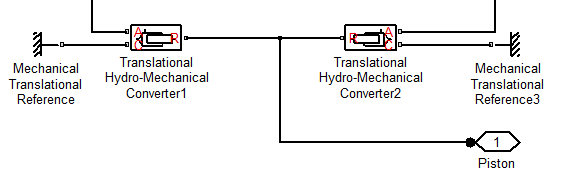 A
C
R
R
A
C
Mechanical
Translational
Reference
Translational
Hydro-Mechanical
Converter1
Translational
Hydro-Mechanical
Converter2
Mechanical
Translational
Reference3
1
Piston